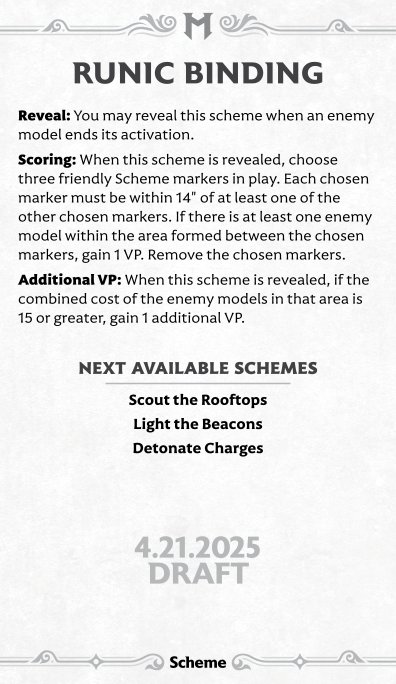 M
RUNIC BINDING
Reveal: You may reveal this scheme when an enemy
model ends its activation.
Scoring: When this scheme is revealed, choose
three friendly Scheme markers in play. Each chosen
marker must be within 14" of at least one of the
other chosen markers. If there is at least one enemy
model within the area formed between the chosen
markers, gain 1 VP. Remove the chosen markers.
Additional VP: When this scheme is revealed, if the
combined cost of the enemy models in that area is
15 or greater, gain 1 additional VP.
NEXT AVAILABLE SCHEMES
Scout the Rooftops
Light the Beacons
Detonate Charges
4.21.2025
DRAFT
Scheme